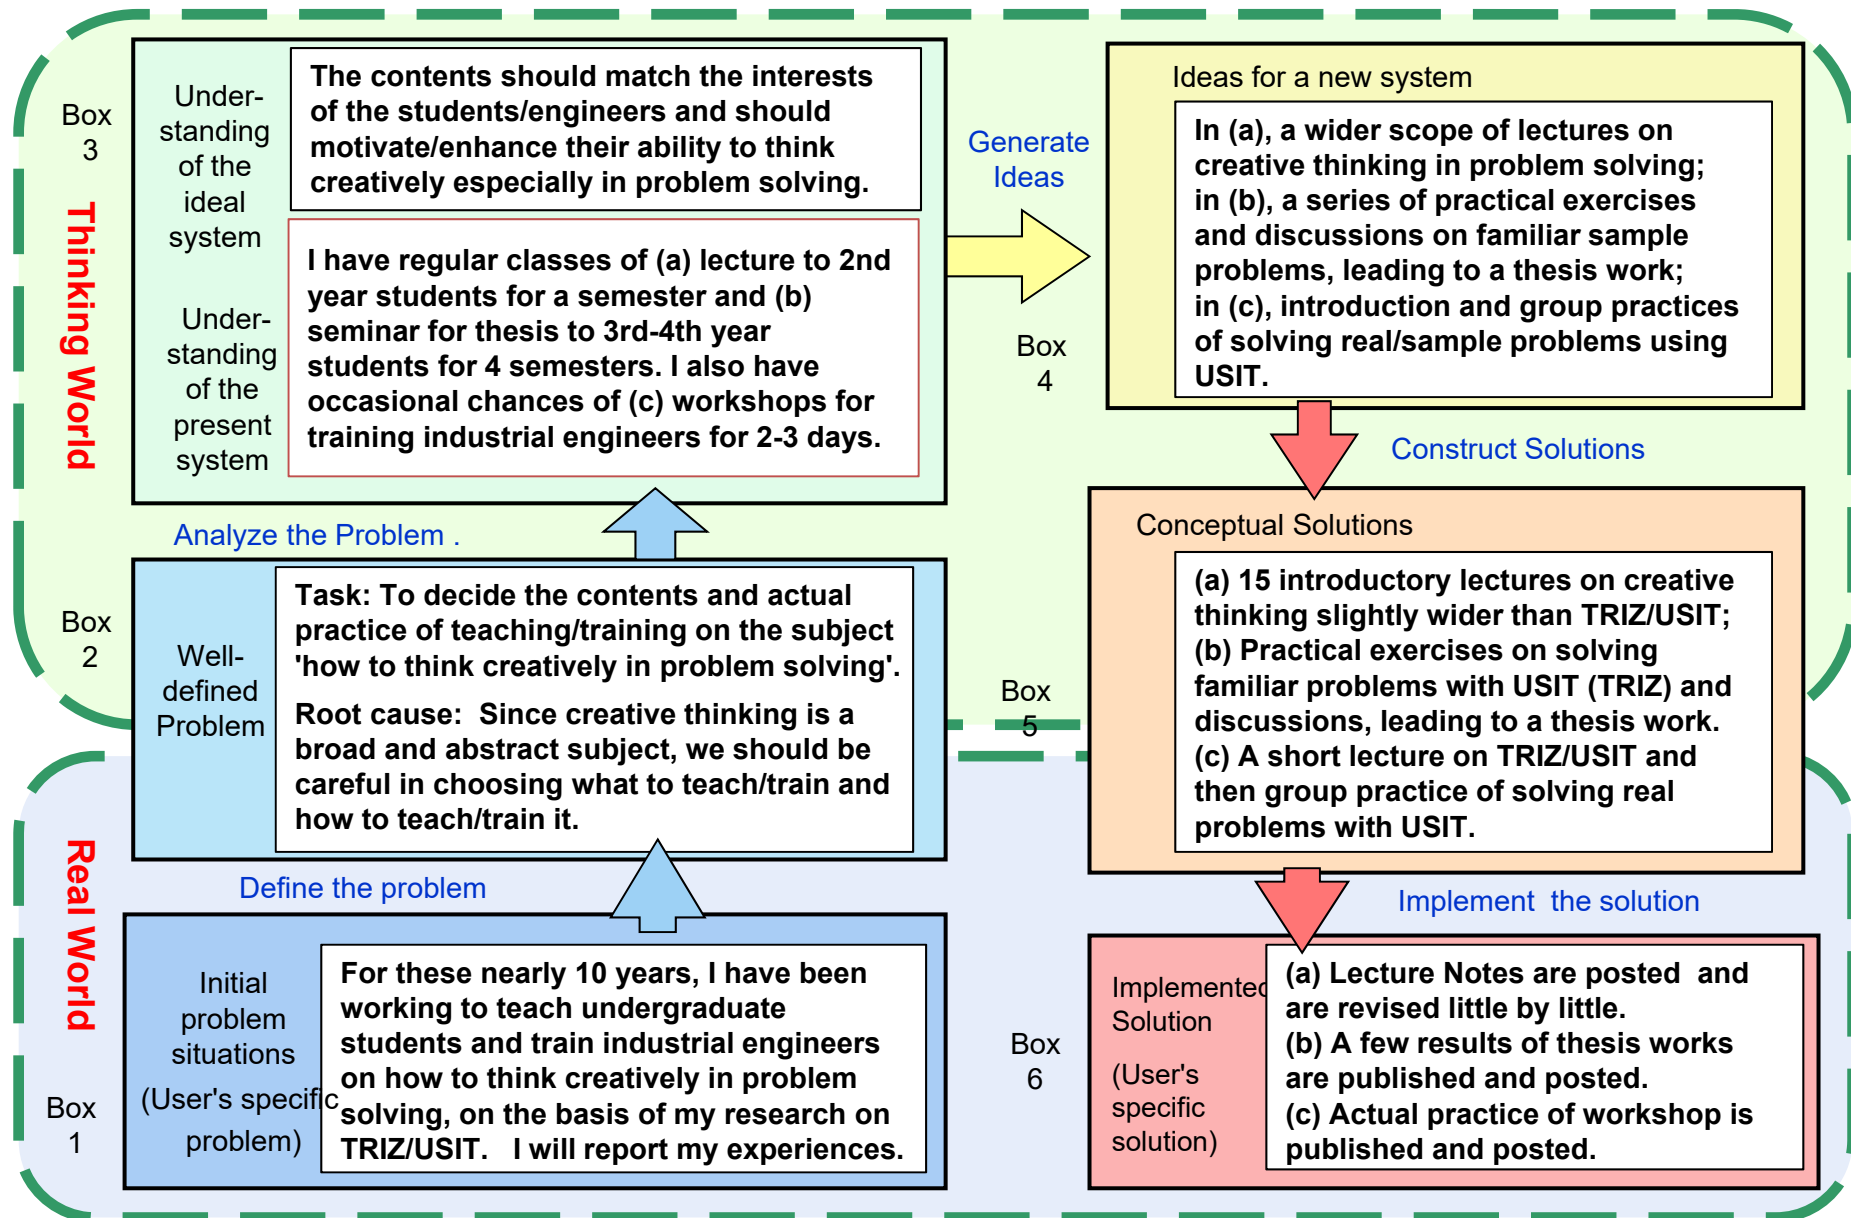 Box
3
Thinking World
Under-
standing
of the
ideal
system
The contents should match the interests
of the students/engineers and should
motivate/enhance their ability to think
creatively especially in problem solving.
Under-
standing
of the
present
system
I have regular classes of (a) lecture to 2nd
year students for a semester and (b)
seminar for thesis to 3rd-4th year
students for 4 semesters. I also have
occasional chances of (c) workshops for
training industrial engineers for 2-3 days.
Generate
Ideas
Box
4
Ideas for a new system
In (a), a wider scope of lectures on
creative thinking in problem solving;
in (b), a series of practical exercises
and discussions on familiar sample
problems, leading to a thesis work;
in (c), introduction and group practices
of solving real/sample problems using
USIT.
Construct Solutions
Analyze the Problem .
Box
2
Well-
defined
Problem
Task: To decide the contents and actual
practice of teaching/training on the subject
'how to think creatively in problem solving'.
Root cause:  Since creative thinking is a
broad and abstract subject, we should be
careful in choosing what to teach/train and
how to teach/train it.
Box
5
Conceptual Solutions
(a) 15 introductory lectures on creative
thinking slightly wider than TRIZ/USIT;
(b) Practical exercises on solving
familiar problems with USIT (TRIZ) and
discussions, leading to a thesis work.
(c) A short lecture on TRIZ/USIT and
then group practice of solving real
problems with USIT.
Real World
Define the problem
Implement  the solution
Box
1
Initial
problem
situations
(User's specific
problem)
For these nearly 10 years, I have been
working to teach undergraduate
students and train industrial engineers
on how to think creatively in problem
solving, on the basis of my research on
TRIZ/USIT.   I will report my experiences.
Box
6
Implemented
Solution
(User's
specific
solution)
(a) Lecture Notes are posted  and
are revised little by little.
(b) A few results of thesis works
are published and posted.
(c) Actual practice of workshop is
published and posted.